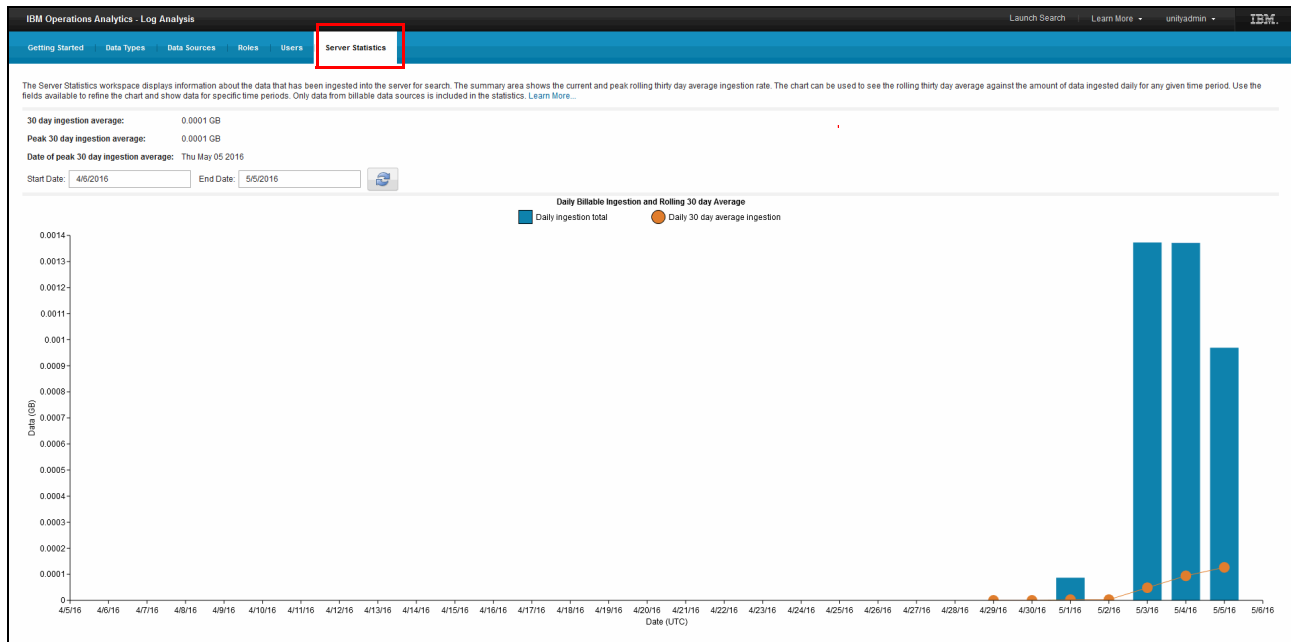 IBM Operations Analytics - Log Analysis
Launch Search Learn More unityadmin IBM.
Getting Started Data Types Data Sources Roles Users Server Statistics
The Server Statistics workspace displays information about the data that has been ingested into the server for search. The summary area shows the current and peak rolling thirty day average ingestion rate. The chart can be used to see the rolling thirty day average against the amount of data ingested daily for any given time period. Use the
fields available to refine the chart and show data for specific time periods. Only data from billable data sources is included in the statistics. Learn More...
30 day ingestion average: 0.0001 GB
Peak 30 day ingestion average: 0.0001 GB
Date of peak 30 day ingestion average: Thu May 05 2016
Start Date: 4/6/2016 End Date: 5/5/2016
Daily Billable Ingestion and Rolling 30 day Average
Daily ingestion total Daily 30 day average ingestion
0.0014
0.0013
0.0012
0.0011
0.001
0.0009
0.0008
0.0007
0.0006
0.0005
0.0004
0.0003
0.0002
0.0001
0
Data (GB)
4/5/16 4/6/16 4/7/16 4/8/16 4/9/16 4/10/16 4/11/16 4/12/16 4/13/16 4/14/16 4/15/16 4/16/16 4/17/16 4/18/16 4/19/16 4/20/16 4/21/16 4/22/16 4/23/16 4/24/16 4/25/16 4/26/16 4/27/16 4/28/16 4/29/16 4/30/16 5/1/16 5/2/16 5/3/16 5/4/16 5/5/16 5/6/16
Date (UTC)